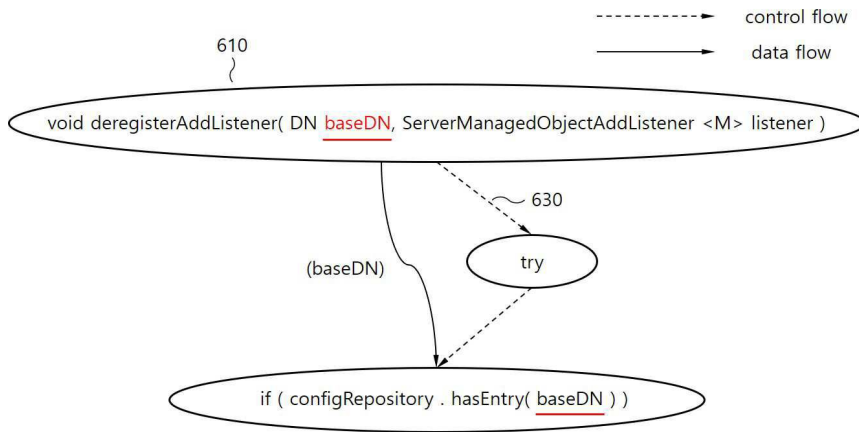 control flow
610
data flow
void deregisterAddListener( DN baseDN, ServerManagedObjectAddListener <M> listener )
630
(baseDN)
try
if ( configRepository . hasEntry( baseDN ) )